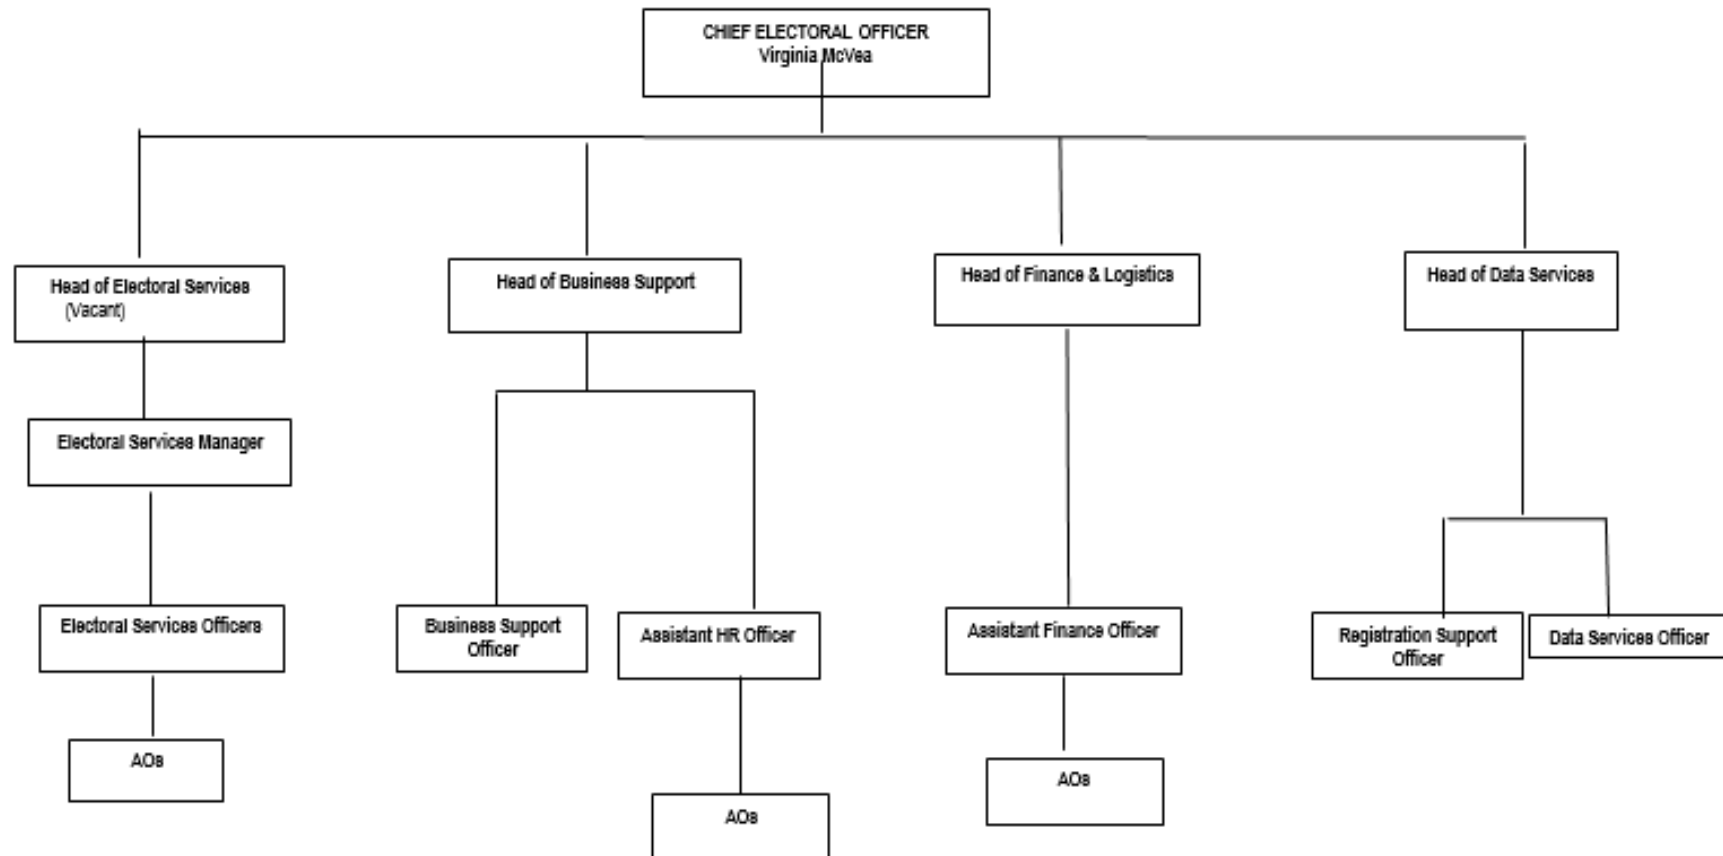 CHIEF ELECTORAL OFFICER
Virginia McVea
Head of Electoral Services
(Vacant)
Head of Business Support
Head of Finance & Logistics
Head of Data Services
Electoral Services Manager
Electoral Services Officers
Business Support
Officer
Assistant HR Officer
Assistant Finance Officer
Registration Support
Officer
Data Services Officer
AOs
AOs
AOs